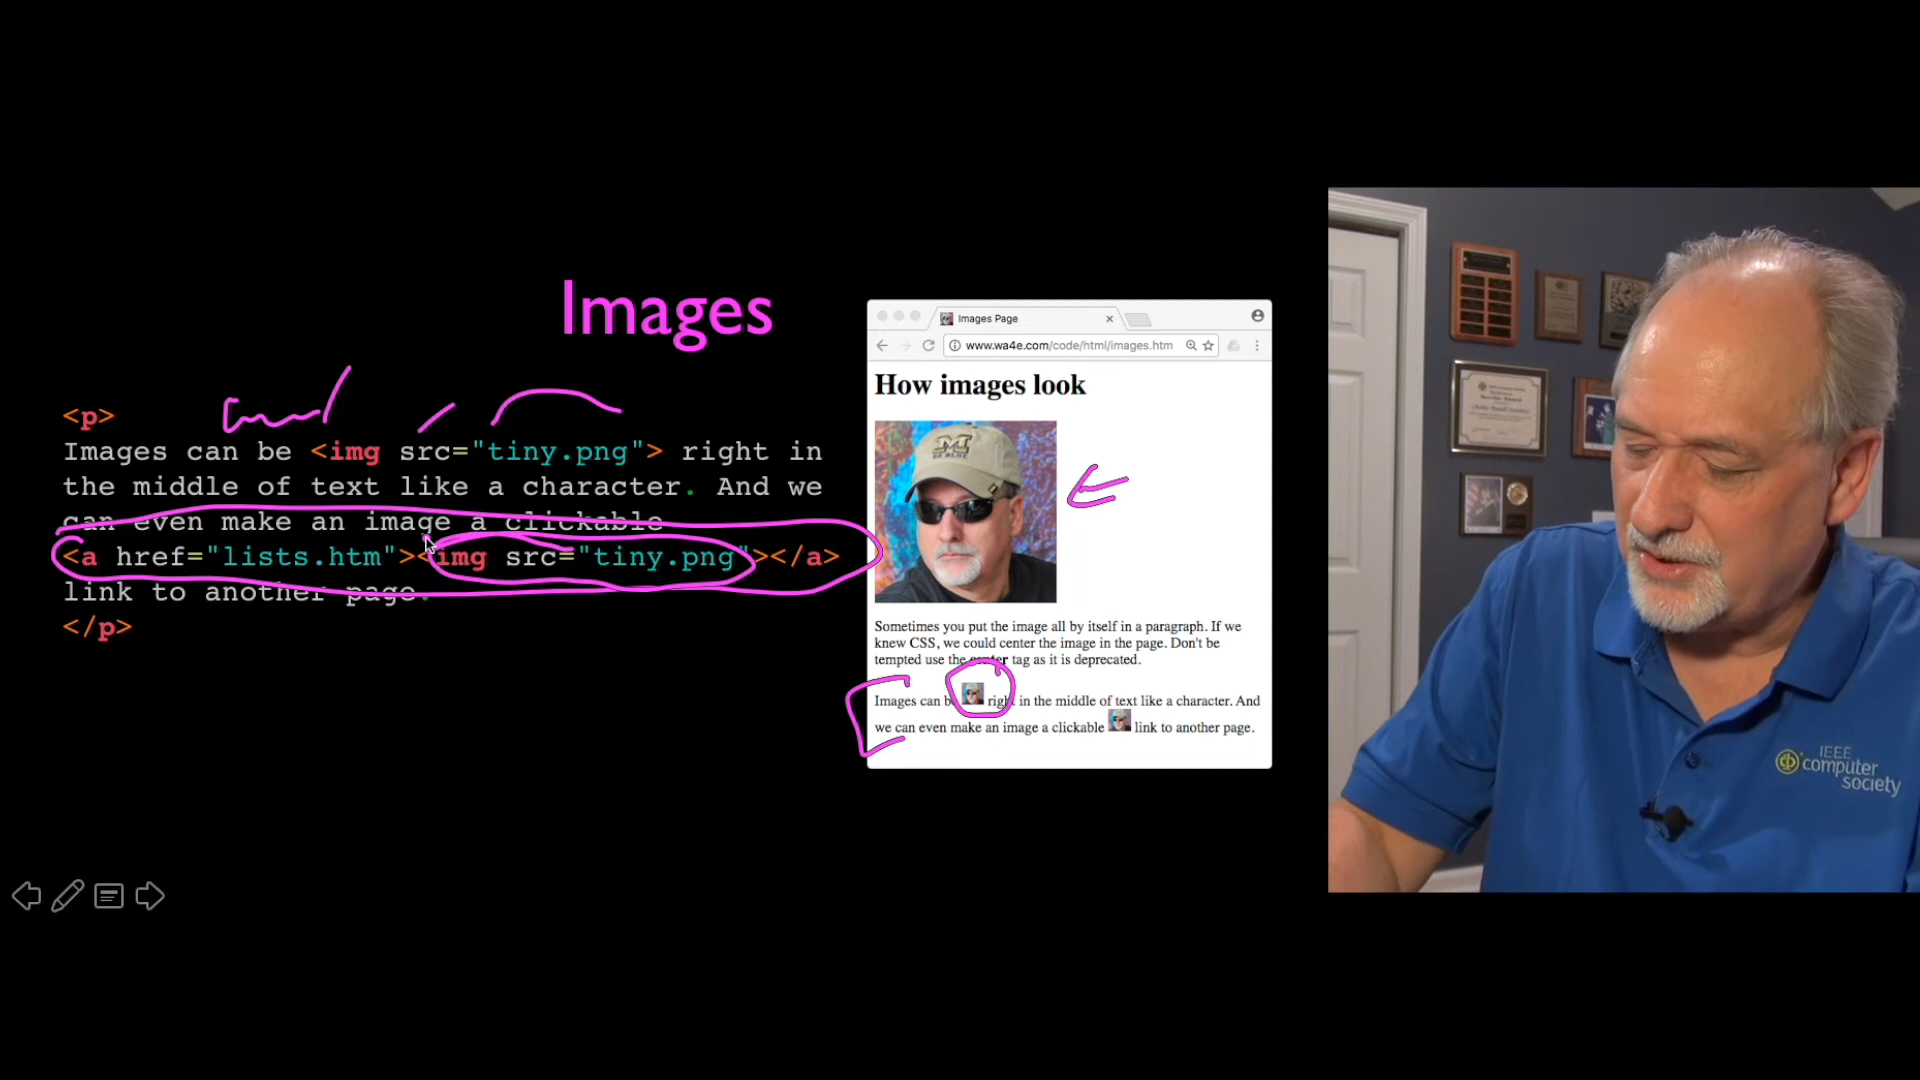 Images
<p>
Images can be <img src="tiny.png"> right in
the middle of text like a character. And we
can even make an image a clickable
<a href="lists.htm"><img src="tiny.png"></a>
link to another page.
</p>
Images Page
www.wa4e.com/code/html/images.htm
How images look
M
GO BLUE
Sometimes you put the image all by itself in a paragraph. If we
knew CSS, we could center the image in the page. Don't be
tempted use the center tag as it is deprecated.
Images can be right in the middle of text like a character. And
we can even make an image a clickable link to another page.
IEEE
computer
society